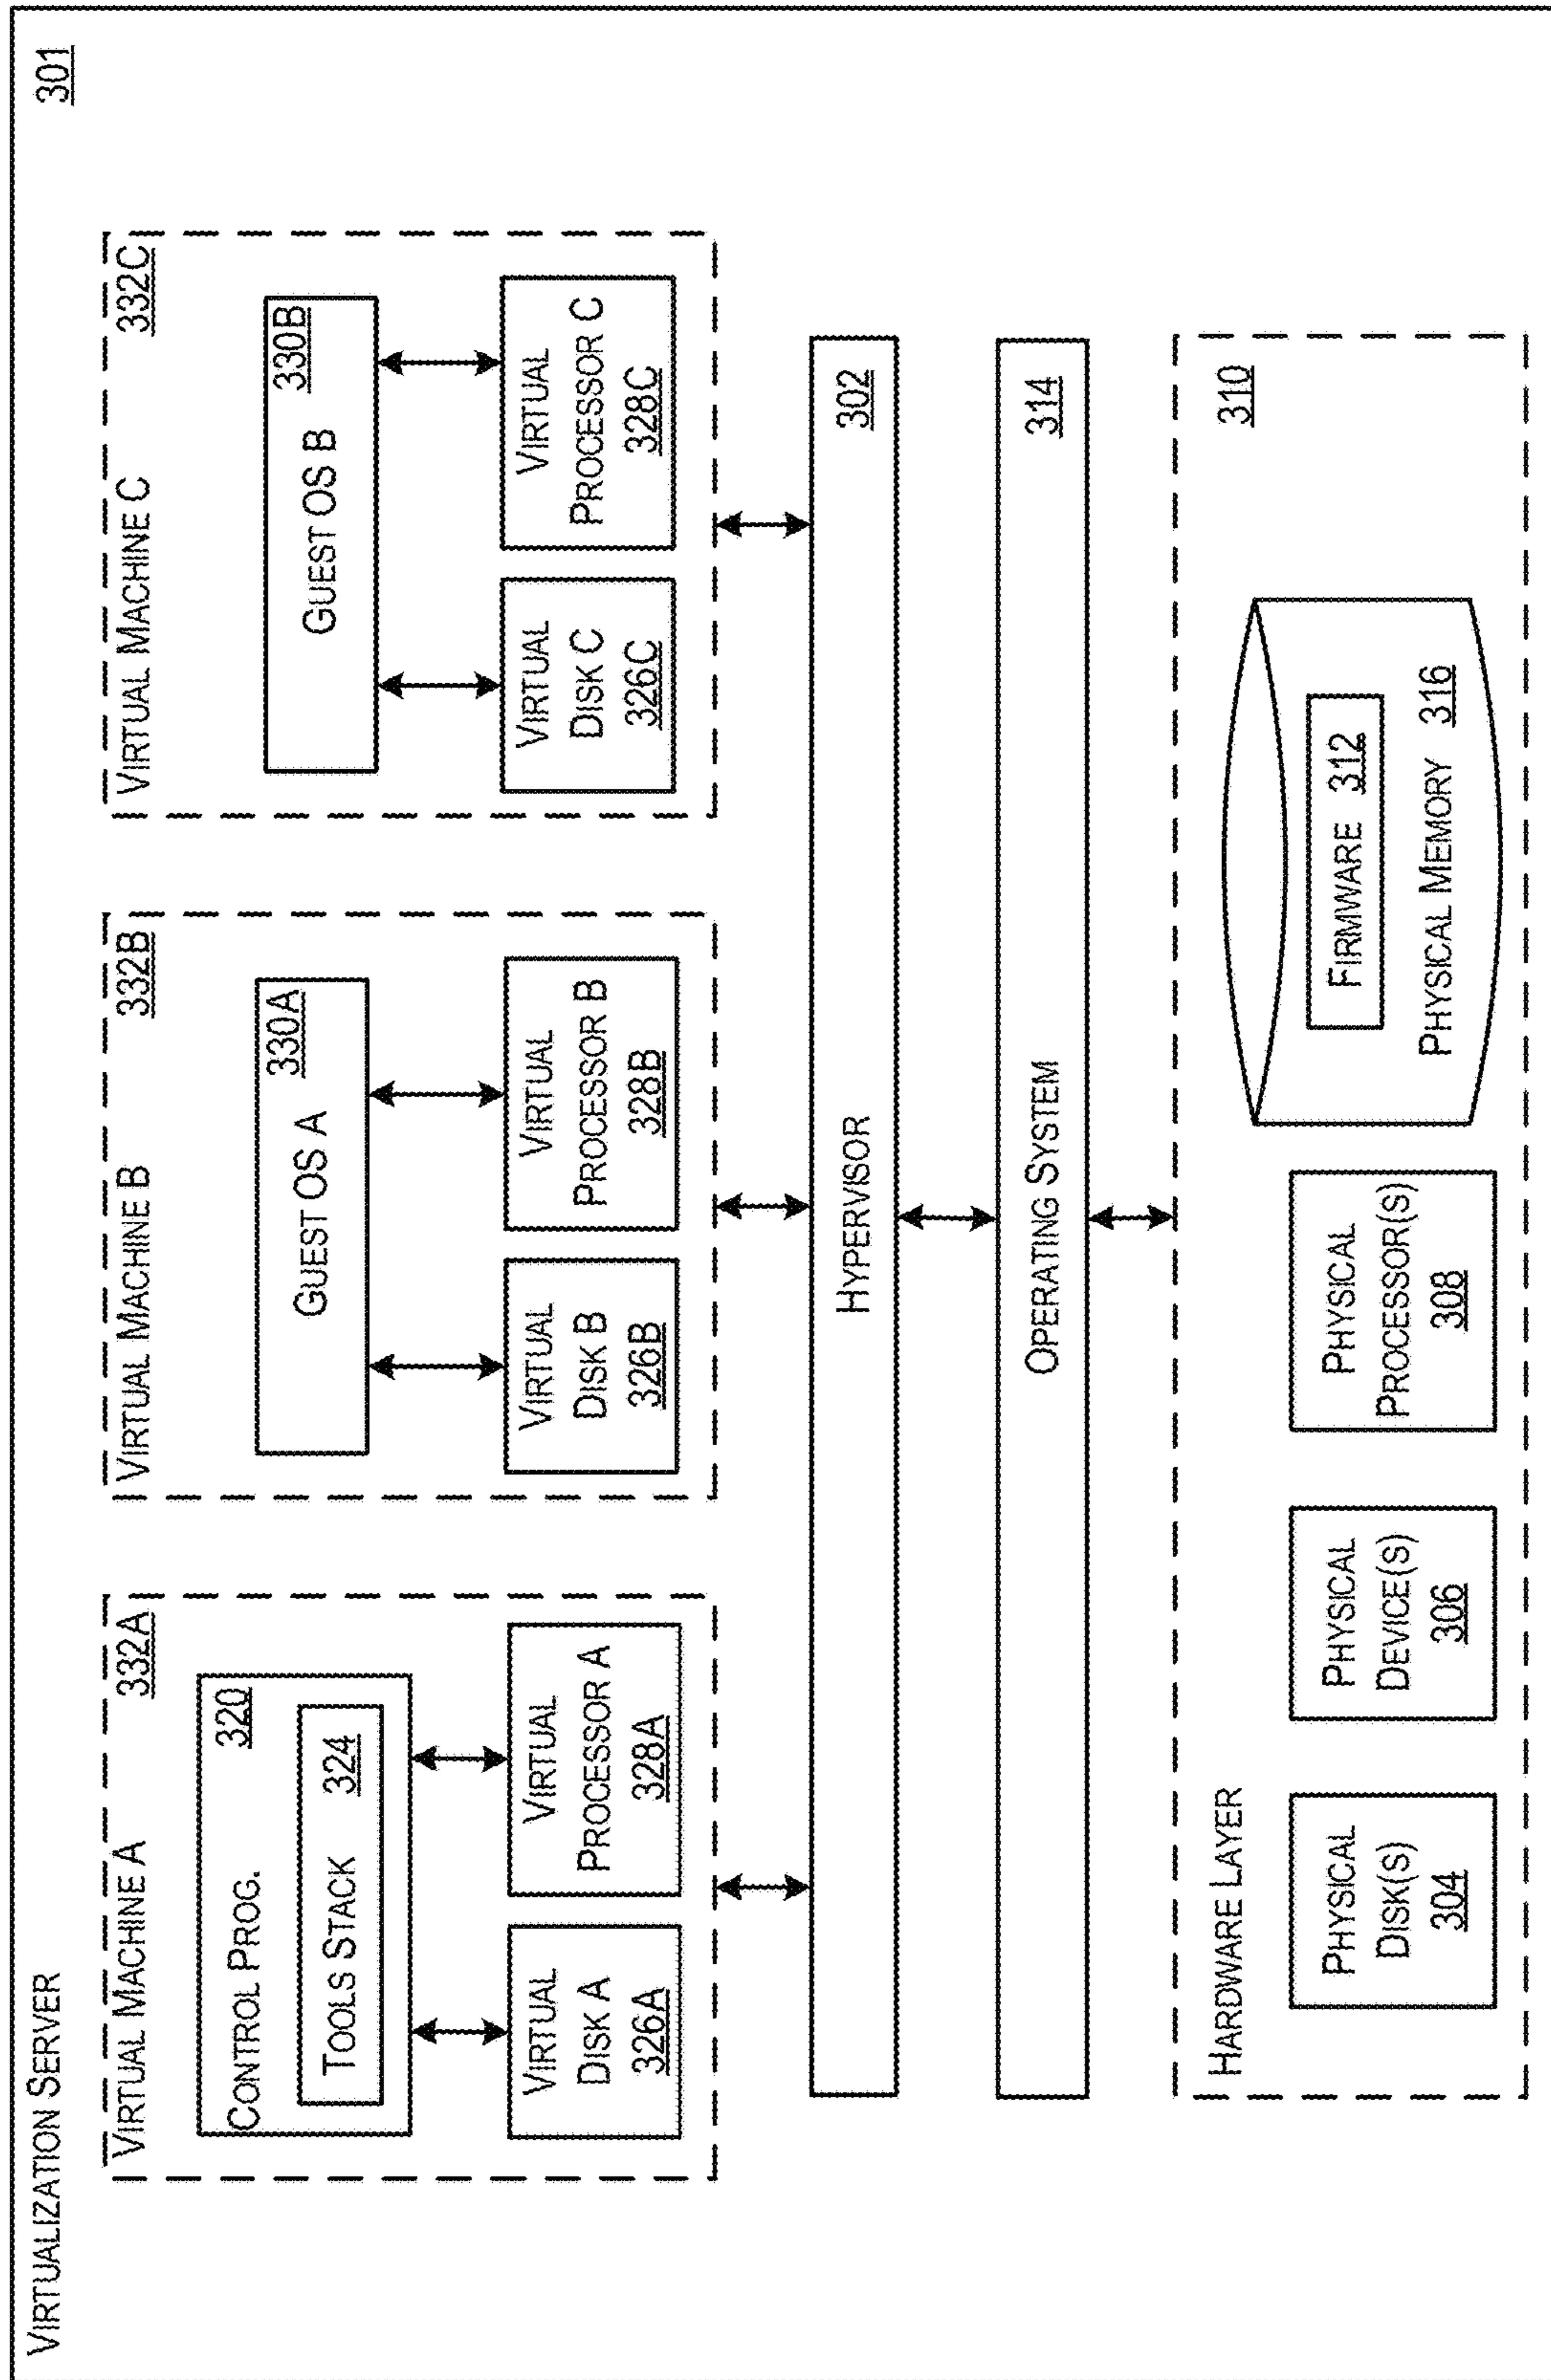 VIRTUALIZATION SERVER
301
VIRTUAL MACHINE A
332A
CONTROL PROG.
320
TOOLS STACK
324
VIRTUAL
DISK A
326A
VIRTUAL
PROCESSOR A
328A
VIRTUAL MACHINE B
332B
GUEST OS A
330A
VIRTUAL
DISK B
326B
VIRTUAL
PROCESSOR B
328B
VIRTUAL MACHINE C
332C
GUEST OS B
330B
VIRTUAL
DISK C
326C
VIRTUAL
PROCESSOR C
328C
HYPERVISOR
302
OPERATING SYSTEM
314
HARDWARE LAYER
310
PHYSICAL
DISK(S)
304
PHYSICAL
DEVICE(S)
306
PHYSICAL
PROCESSOR(S)
308
FIRMWARE 312
PHYSICAL MEMORY 316